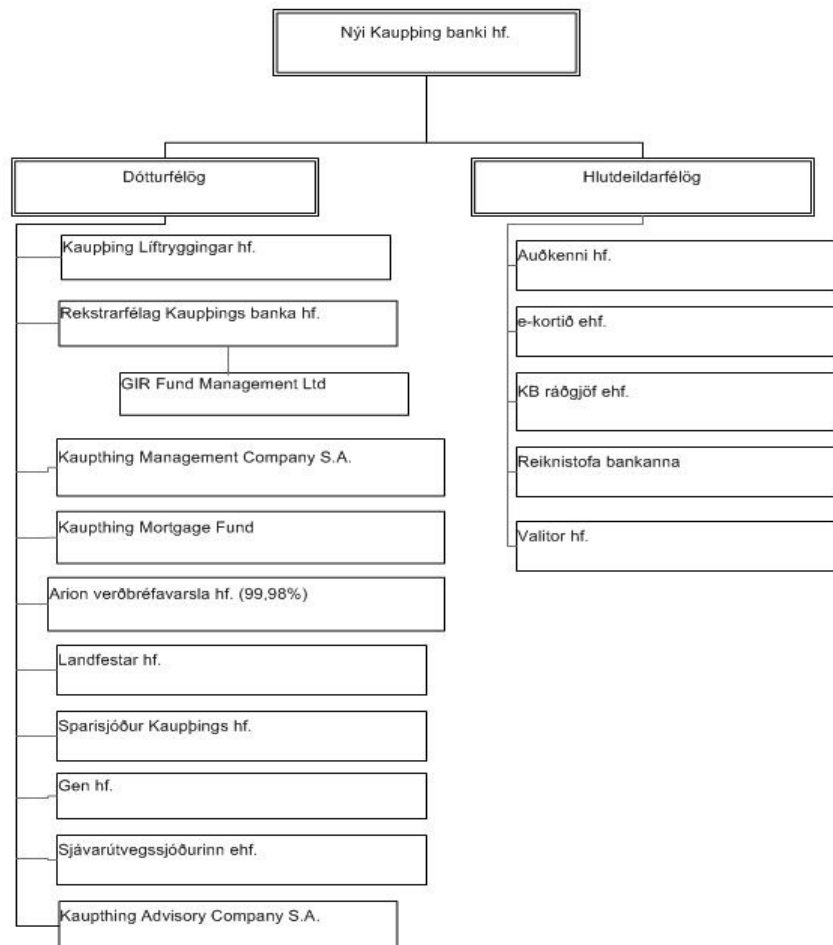 Nýi Kaupþing banki hf.
Dótturfélög
Hlutdeildarfélög
Kaupþing Líftryggingar hf.
Rekstrarfélag Kaupþings banka hf.
GIR Fund Management Ltd
Kaupthing Management Company S.A.
Kaupthing Mortgage Fund
Arion verðbréfavarsla hf. (99,98%)
Landfestar hf.
Sparisjóður Kaupþings hf.
Gen hf.
Sjávarútvegssjóðurinn ehf.
Kaupthing Advisory Company S.A.
Auðkenni hf.
e-kortið ehf.
KB ráðgjöf ehf.
Reiknistofa bankanna
Valitor hf.